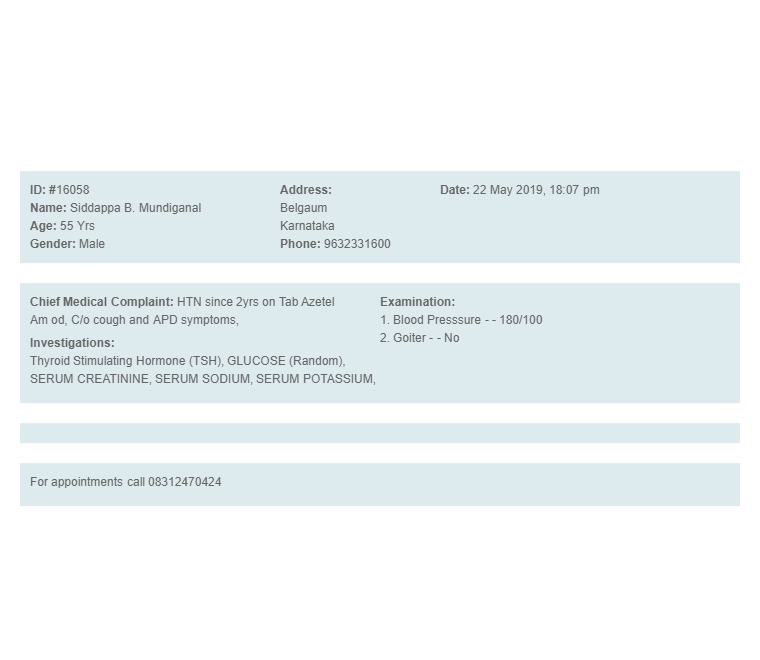 ID: #16058
Name: Siddappa B. Mundiganal
Age: 55 Yrs
Gender: Male
Address:
Belgaum
Karnataka
Phone: 9632331600
Date: 22 May 2019, 18:07 pm
Chief Medical Complaint: HTN since 2yrs on Tab Azetel
Am od, C/o cough and APD symptoms,
Investigations:
Thyroid Stimulating Hormone (TSH), GLUCOSE (Random),
SERUM CREATININE, SERUM SODIUM, SERUM POTASSIUM,
Examination:
1. Blood Presssure - - 180/100
2. Goiter - - No
For appointments call 08312470424